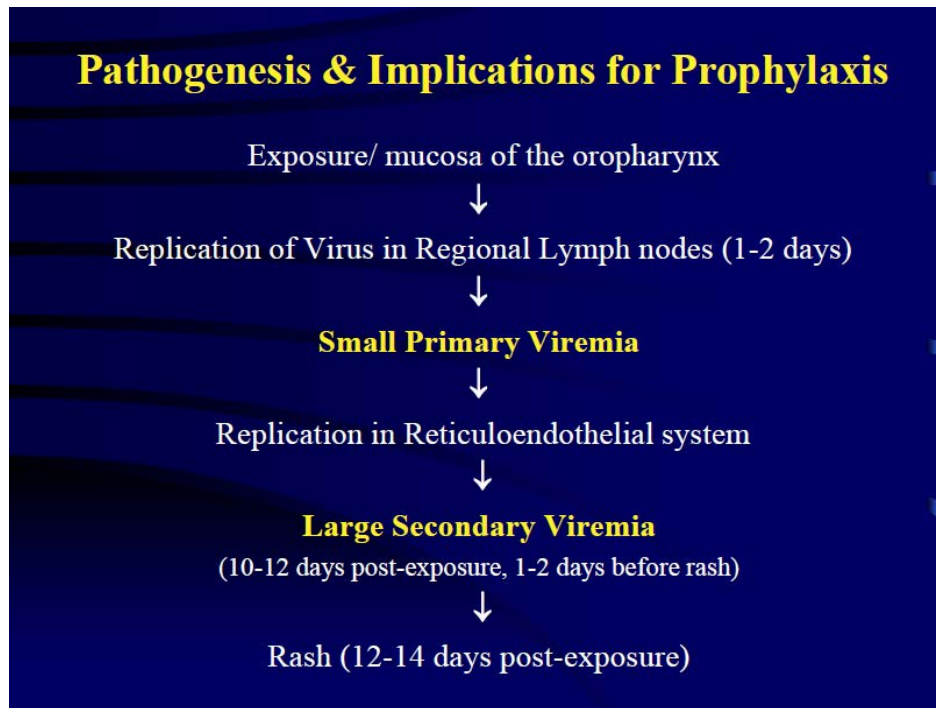 Pathogenesis & Implications for Prophylaxis
Exposure/ mucosa of the oropharynx
↓
Replication of Virus in Regional Lymph nodes (1-2 days)
↓
Small Primary Viremia
↓
Replication in Reticuloendothelial system
↓
Large Secondary Viremia
(10-12 days post-exposure, 1-2 days before rash)
↓
Rash (12-14 days post-exposure)